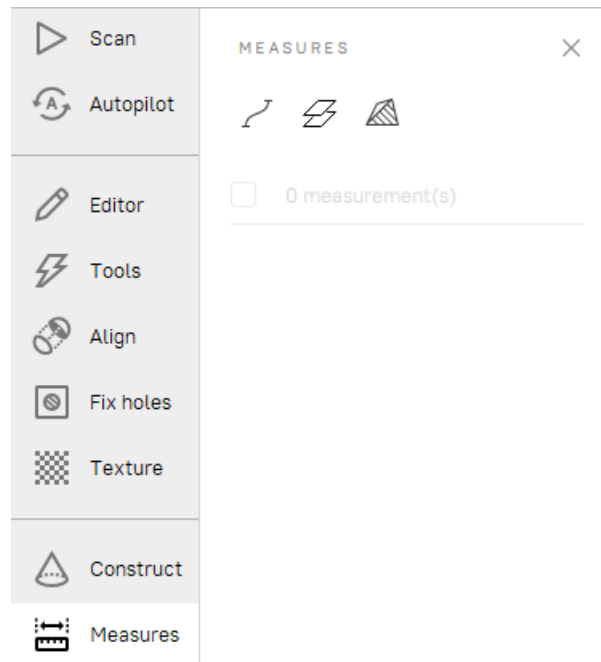 Scan
Autopilot
Editor
Tools
Align
Fix holes
Texture
Construct
Measures
MEASURES
0 measurement(s)